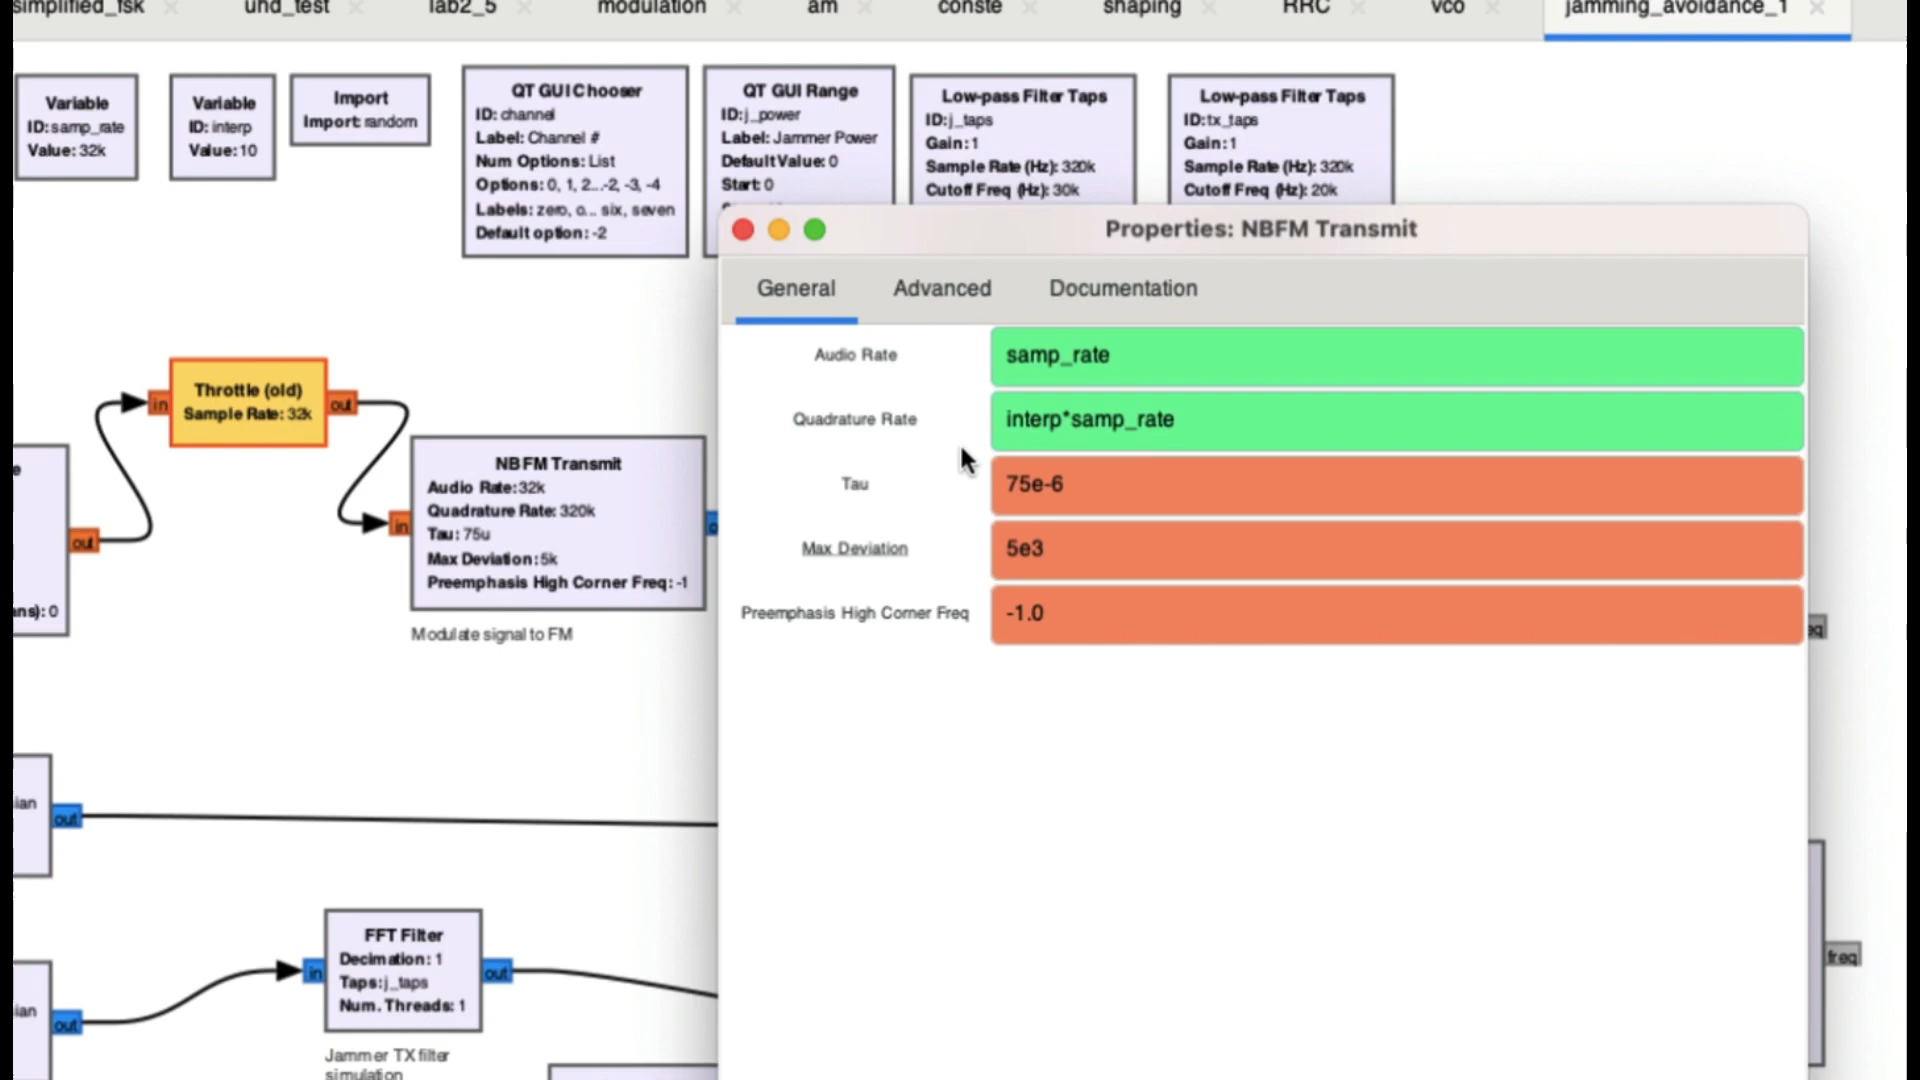 simplified_fsk
und_test
lab2_5
modulation
am
conste
shaping
RRC
vco
jamming_avoidance_1
Variable
ID: samp_rate
Value: 32k
Variable
ID: interp
Value: 10
Import
Import: random
QT GUI Chooser
ID: channel
Label: Channel #
Num Options: List
Options: 0, 1, 2...-2, -3, -4
Labels: zero, o... six, seven
Default option: -2
QT GUI Range
ID: j_power
Label: Jammer Power
Default Value: 0
Start: 0
Low-pass Filter Taps
ID: j_taps
Gain: 1
Sample Rate (Hz): 320k
Cutoff Freq (Hz): 30k
Low-pass Filter Taps
ID: tx_taps
Gain: 1
Sample Rate (Hz): 320k
Cutoff Freq (Hz): 20k
Properties: NBFM Transmit
General
Advanced
Documentation
Audio Rate
samp_rate
Quadrature Rate
interp*samp_rate
Tau
75e-6
Max Deviation
5e3
Preemphasis High Corner Freq
-1.0
in
Throttle (old)
Sample Rate: 32k
out
e
out
ans): 0
in
NBFM Transmit
Audio Rate: 32k
Quadrature Rate: 320k
Tau: 75u
Max Deviation: 5k
Preemphasis High Corner Freq: -1
o
Modulate signal to FM
eq
ian
out
ian
out
in
FFT Filter
Decimation: 1
Taps: j_taps
Num. Threads: 1
out
Jammer TX filter
simulation
freq